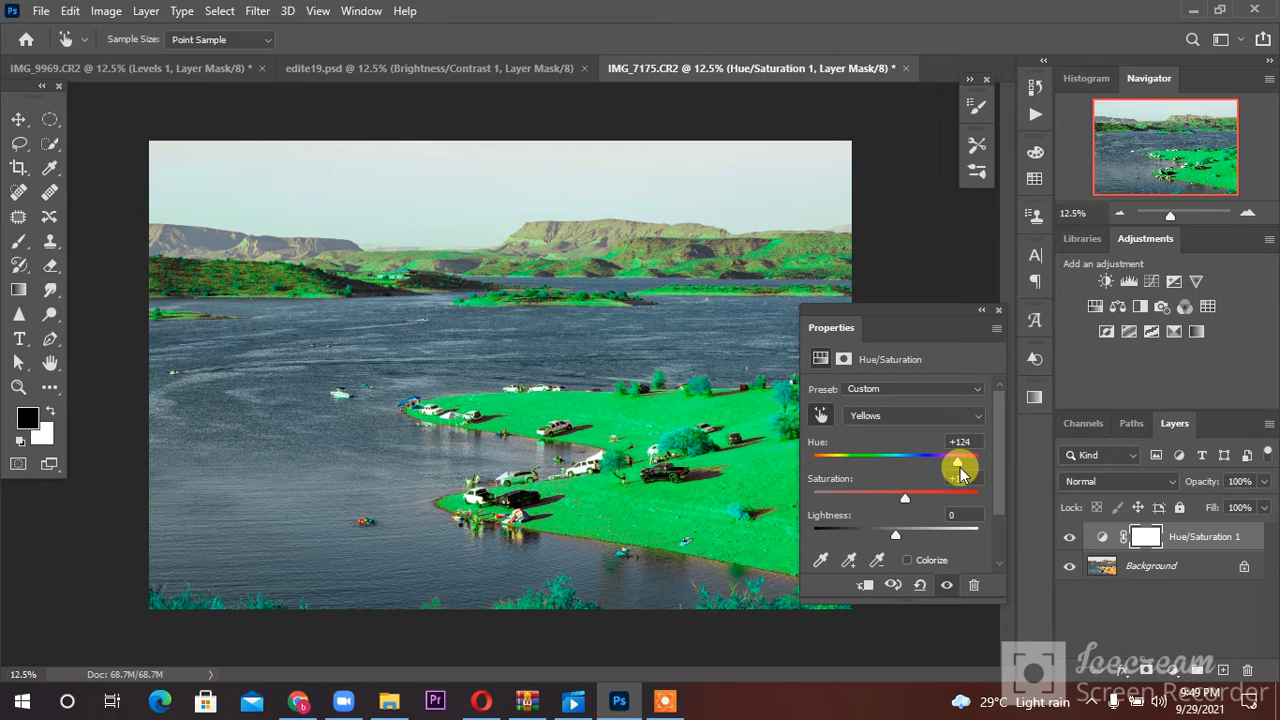 Ps File Edit Image Layer Type Select Filter 3D View Window Help
Sample Size: Point Sample
IMG_9969.CR2 @ 12.5% (Levels 1, Layer Mask/8) * × edite19.psd @ 12.5% (Brightness/Contrast 1, Layer Mask/8) × IMG_7175.CR2 @ 12.5% (Hue/Saturation 1, Layer Mask/8) * ×
Histogram Navigator
12.5%
Libraries Adjustments
Add an adjustment
Properties
Hue/Saturation
Preset: Custom
Yellows
Hue: +124
Saturation:
Lightness: 0
Colorize
Channels Paths Layers
Kind
Normal Opacity: 100%
Lock: Fill: 100%
Hue/Saturation 1
Background
12.5% Doc: 68.7M/68.7M
Icecream
Screen Recorder
Pr
Ps
29°C Light rain
9:49 PM
9/29/2021